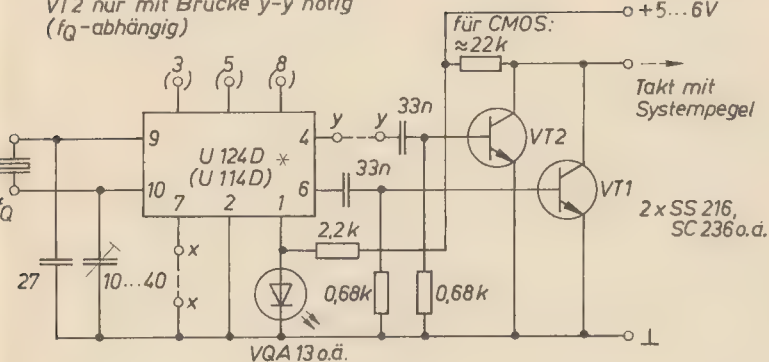 VT2 nur mit Brücke y-y nötig
(fQ-abhängig)
+5...6V
für CMOS:
≈22k
(3) (5) (8)
Takt mit
Systempegel
33n
y y
VT2
9
4
U 124D *
(U 114D)
33n
10
6
7 2 1
VT1
fQ
2 x SS 216,
SC 236 o.ä.
2,2k
x
27
10...40
0,68k
0,68k
x
⊥
VQA 13 o.ä.